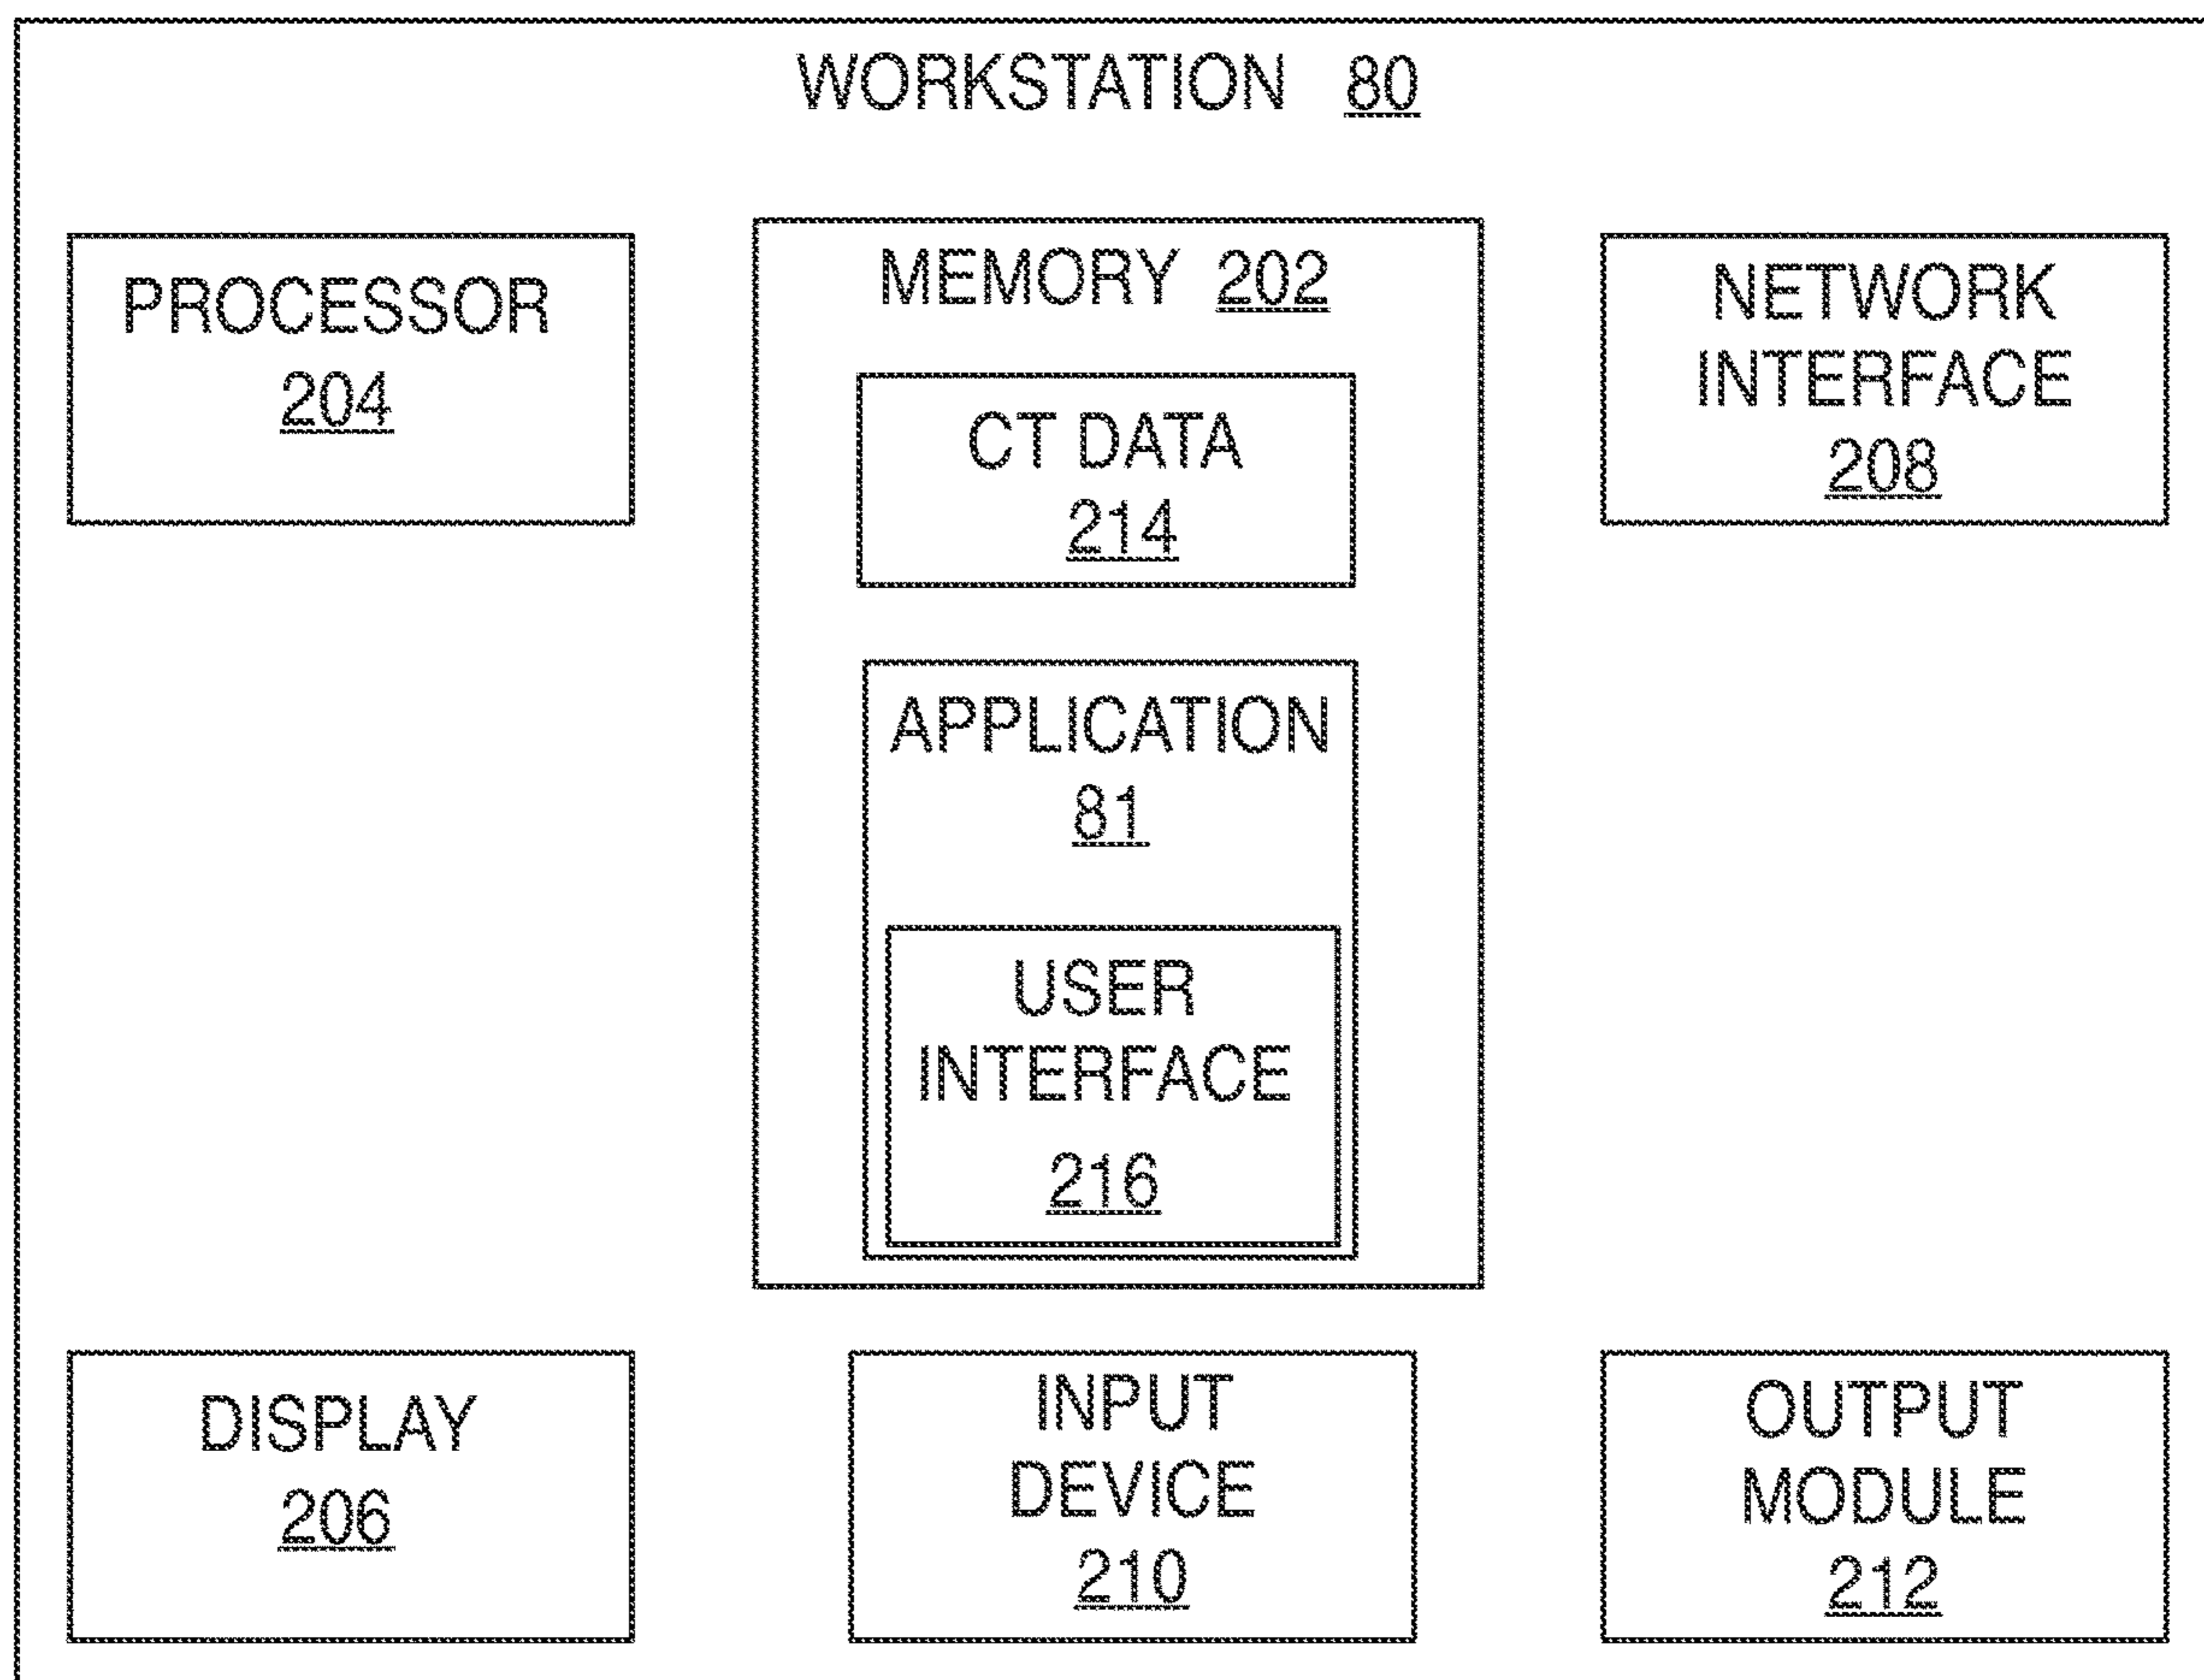 WORKSTATION 80
PROCESSOR
204
MEMORY 202
CT DATA
214
APPLICATION
81
USER
INTERFACE
216
NETWORK
INTERFACE
208
DISPLAY
206
INPUT
DEVICE
210
OUTPUT
MODULE
212